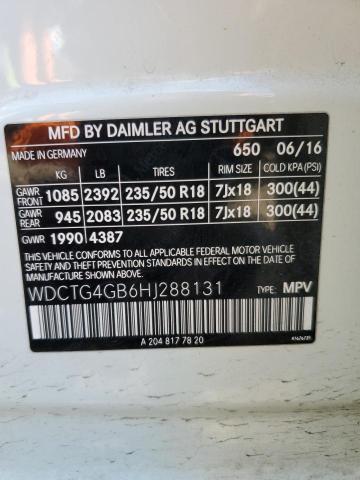 MFD BY DAIMLER AG STUTTGART
MADE IN GERMANY 650 06/16
KG LB TIRES RIM SIZE COLD KPA(PSI)
GAWR FRONT 1085 2392 235/50 R18 7Jx18 300(44)
GAWR REAR 945 2083 235/50 R18 7Jx18 300(44)
GVWR 1990 4387
THIS VEHICLE CONFORMS TO ALL APPLICABLE U.S.
FEDERAL MOTOR VEHICLE SAFETY, BUMPER, AND
THEFT PREVENTION STANDARDS IN EFFECT ON THE
DATE OF MANUFACTURE SHOWN ABOVE.
WDCTG4GB6HJ288131 TYPE: MPV
A 204 817 78 20